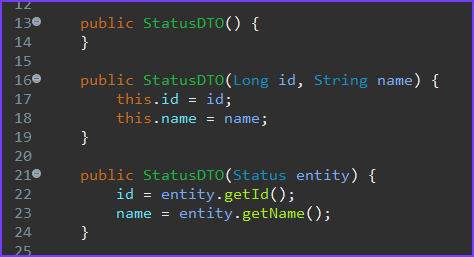 12
13 public StatusDTO() {
14 }
15
16 public StatusDTO(Long id, String name) {
17 this.id = id;
18 this.name = name;
19 }
20
21 public StatusDTO(Status entity) {
22 id = entity.getId();
23 name = entity.getName();
24 }
25